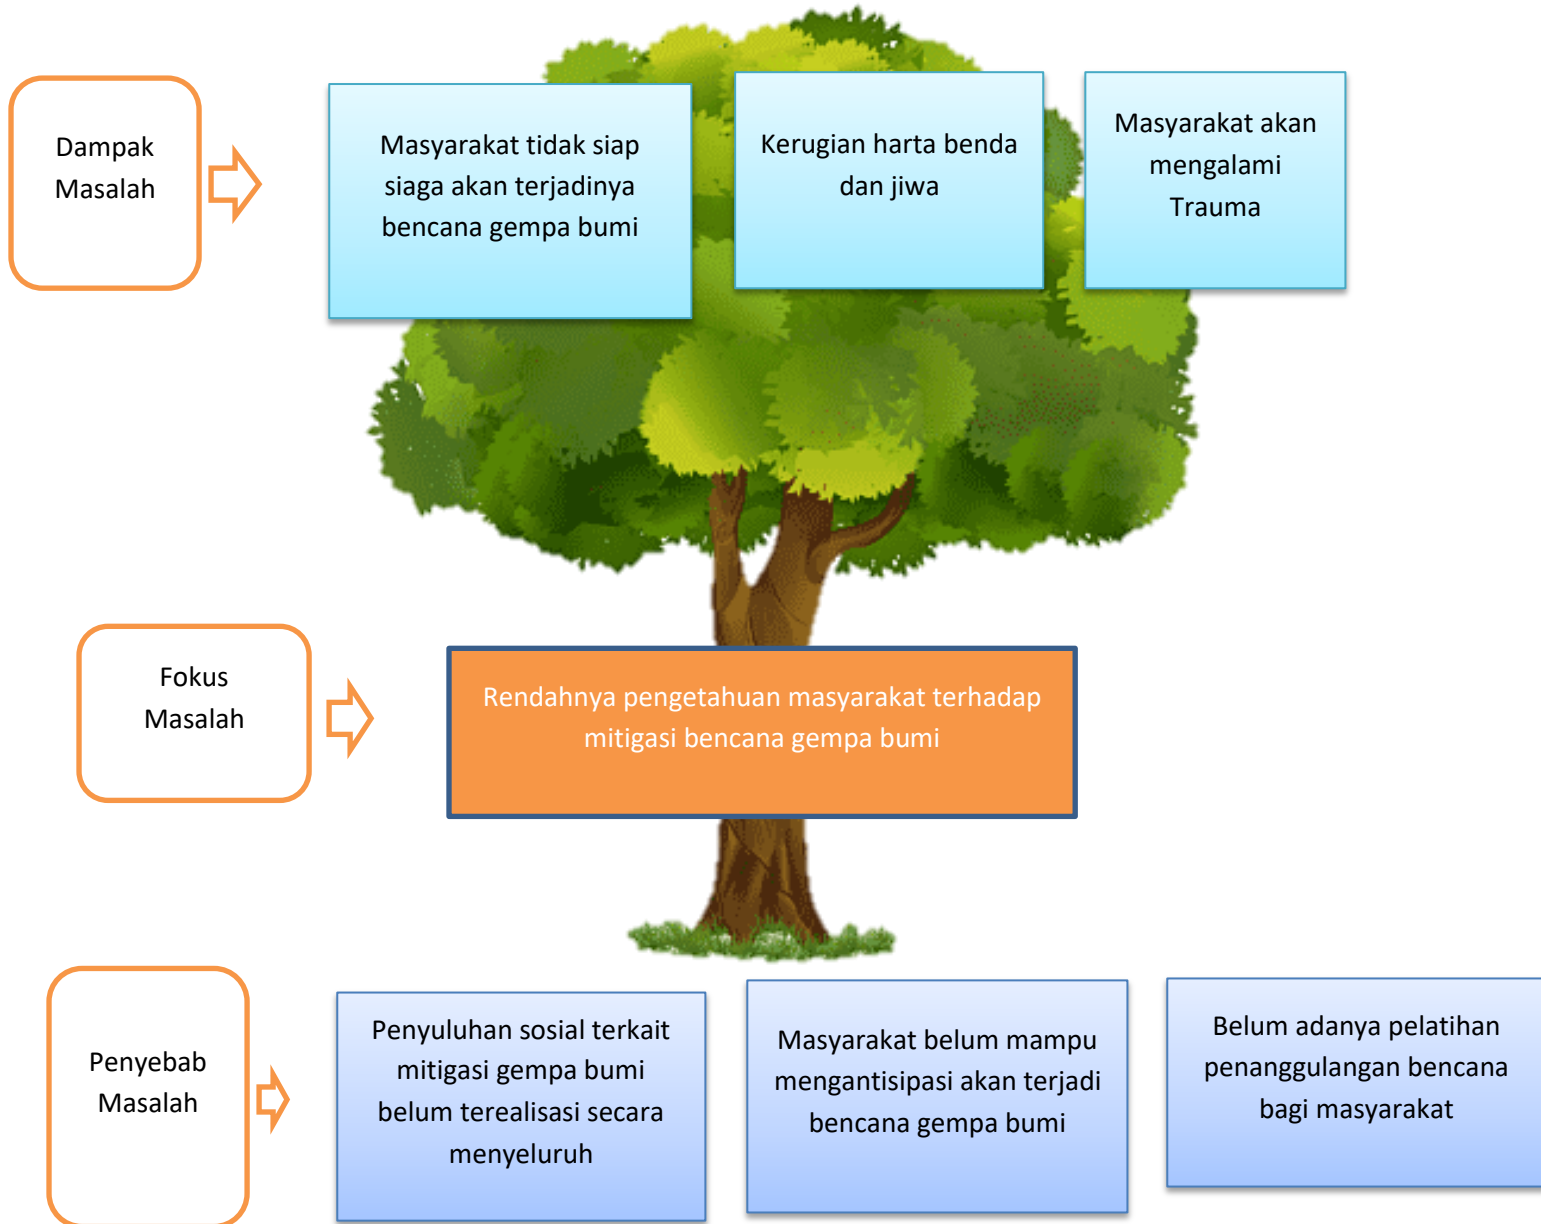 Dampak
Masalah
Masyarakat tidak siap
siaga akan terjadinya
bencana gempa bumi
Kerugian harta benda
dan jiwa
Masyarakat akan
mengalami
Trauma
Fokus
Masalah
Rendahnya pengetahuan masyarakat terhadap
mitigasi bencana gempa bumi
Penyebab
Masalah
Penyuluhan sosial terkait
mitigasi gempa bumi
belum terealisasi secara
menyeluruh
Masyarakat belum mampu
mengantisipasi akan terjadi
bencana gempa bumi
Belum adanya pelatihan
penanggulangan bencana
bagi masyarakat